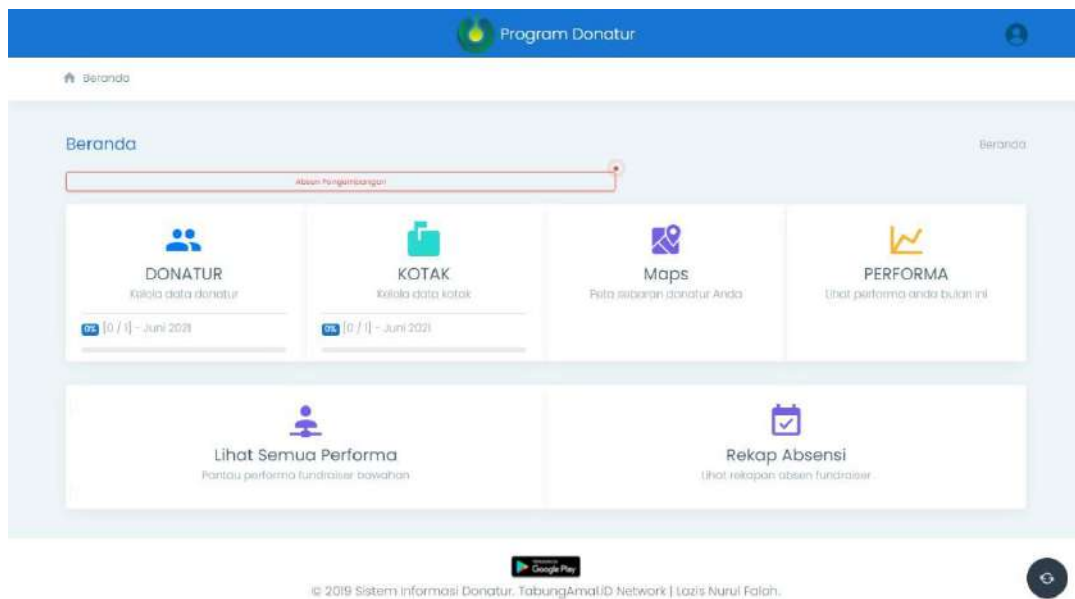 Program Donatur
Beranda
Beranda
Beranda
Absen Pengambangan
DONATUR
Kelola data donatur
0% [0 / 1] - Juni 2021
KOTAK
Kelola data kotak
0% [0 / 1] - Juni 2021
Maps
Peta sebaran donatur Anda
PERFORMA
Lihat performa anda bulan ini
Lihat Semua Performa
Pantau performa fundraiser bawahan
Rekap Absensi
Lihat rekapan absen fundraiser
Google Play
© 2019 Sistem Informasi Donatur. TabungAmal.ID Network | Lazis Nurul Falah.